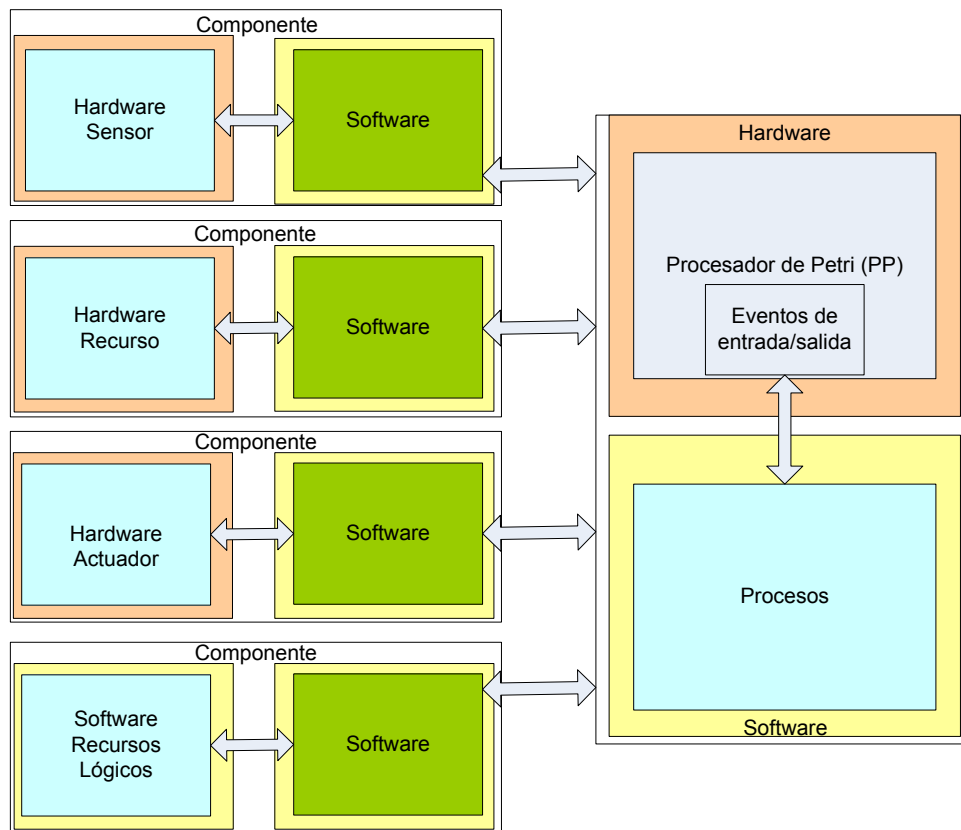 Componente
Hardware
Sensor
Software
Componente
Hardware
Recurso
Software
Componente
Hardware
Actuador
Software
Componente
Software
Recursos
Lógicos
Software
Hardware
Procesador de Petri (PP)
Eventos de
entrada/salida
Procesos
Software